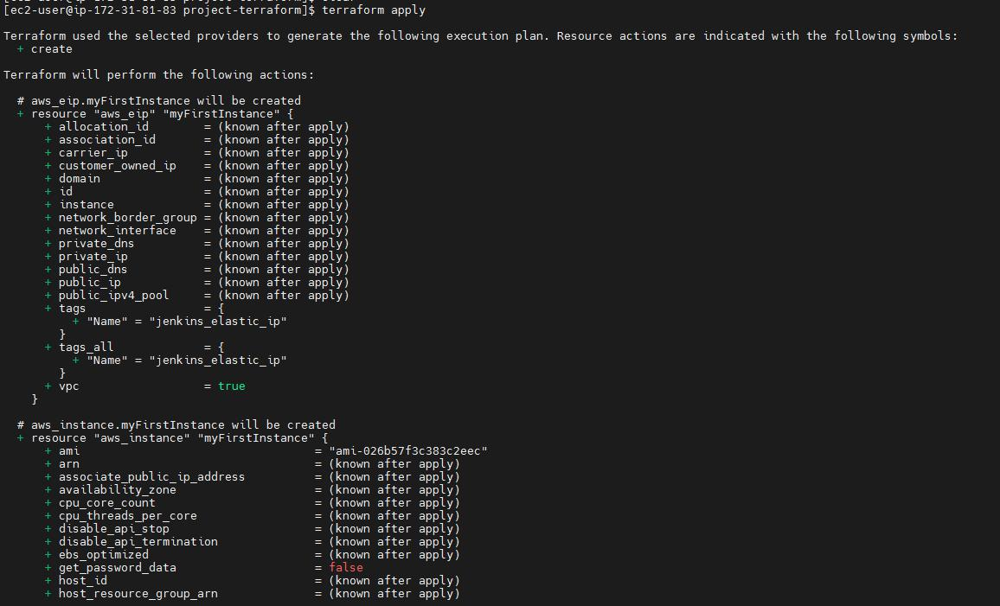 [ec2-user@ip-172-31-81-83 project-terraform]$ terraform apply

Terraform used the selected providers to generate the following execution plan. Resource actions are indicated with the following symbols:
  + create

Terraform will perform the following actions:

  # aws_eip.myFirstInstance will be created
  + resource "aws_eip" "myFirstInstance" {
      + allocation_id        = (known after apply)
      + association_id       = (known after apply)
      + carrier_ip           = (known after apply)
      + customer_owned_ip    = (known after apply)
      + domain               = (known after apply)
      + id                   = (known after apply)
      + instance             = (known after apply)
      + network_border_group = (known after apply)
      + network_interface    = (known after apply)
      + private_dns          = (known after apply)
      + private_ip           = (known after apply)
      + public_dns           = (known after apply)
      + public_ip            = (known after apply)
      + public_ipv4_pool     = (known after apply)
      + tags                 = {
          + "Name" = "jenkins_elastic_ip"
        }
      + tags_all             = {
          + "Name" = "jenkins_elastic_ip"
        }
      + vpc                  = true
    }

  # aws_instance.myFirstInstance will be created
  + resource "aws_instance" "myFirstInstance" {
      + ami                                  = "ami-026b57f3c383c2eec"
      + arn                                  = (known after apply)
      + associate_public_ip_address          = (known after apply)
      + availability_zone                    = (known after apply)
      + cpu_core_count                       = (known after apply)
      + cpu_threads_per_core                 = (known after apply)
      + disable_api_stop                     = (known after apply)
      + disable_api_termination              = (known after apply)
      + ebs_optimized                        = (known after apply)
      + get_password_data                    = false
      + host_id                              = (known after apply)
      + host_resource_group_arn              = (known after apply)